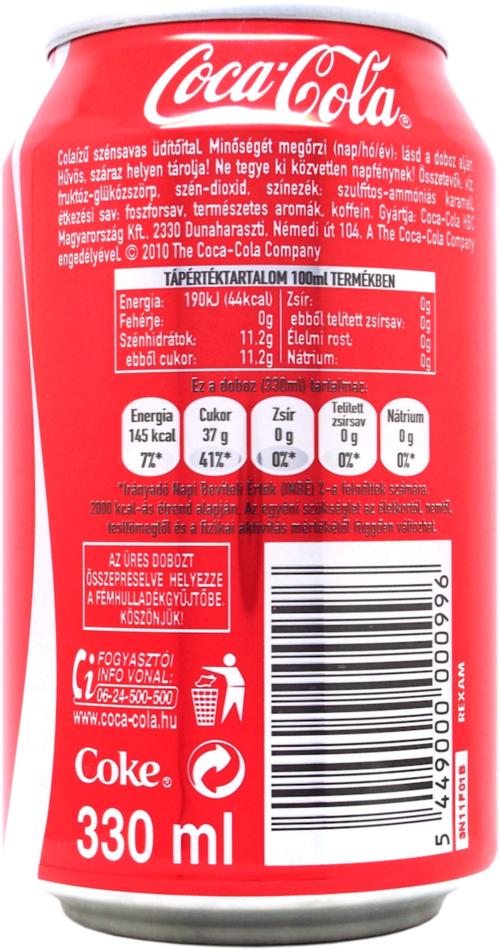 Coca-Cola®
Colaízű szénsavas üdítőital. Minőségét megőrzi (nap/hó/év): lásd a doboz alján.
Hűvös, száraz helyen tárolja! Ne tegye ki közvetlen napfénynek! Összetevők: víz,
fruktóz-glükózszörp, szén-dioxid, színezék: szulfitos-ammóniás karamell,
étkezési sav: foszforsav, természetes aromák, koffein. Gyártja: Coca-Cola HBC
Magyarország Kft., 2330 Dunaharaszti, Némedi út 104. A The Coca-Cola Company
engedélyével. © 2010 The Coca-Cola Company
TÁPÉRTÉKTARTALOM 100ml TERMÉKBEN
Energia: 190kJ (44kcal) Zsír: 0g
Fehérje: 0g ebből telített zsírsav: 0g
Szénhidrátok: 11.2g Élelmi rost: 0g
ebből cukor: 11.2g Nátrium: 0g
Ez a doboz (330ml) tartalmaz:
Energia Cukor Zsír Telített zsírsav Nátrium
145 kcal 37 g 0 g 0 g 0 g
7%* 41%* 0%* 0%* 0%*
*Irányadó Napi Beviteli Érték (INBÉ) 2-a felnőttek számára,
2000 kcal-ás étrend alapján. Az egyéni szükséglet az életkortól, nemtől,
testtömegtől és a fizikai aktivitás mértékétől függően változhat.
AZ ÜRES DOBOZT
ÖSSZEPRÉSELVE HELYEZZE
A FÉMHULLADÉKGYŰJTŐBE.
KÖSZÖNJÜK!
Ci FOGYASZTÓI
INFO VONAL:
06-24-500-500
www.coca-cola.hu
Coke®
330 ml
5 449000 000996
REXAM
3N11F01B